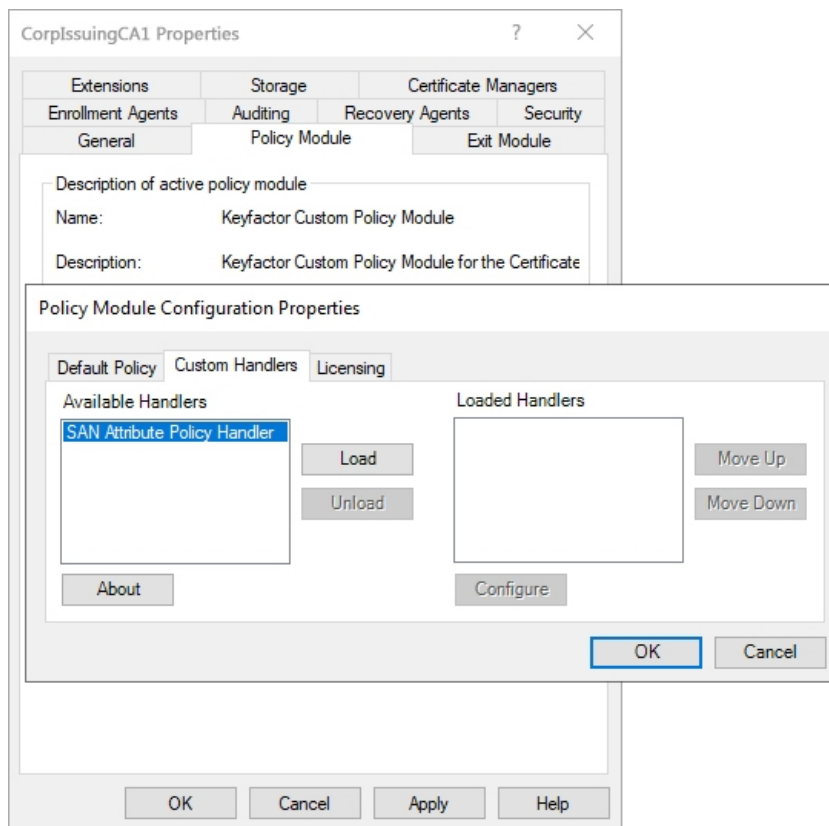 CorpIssuingCA1 Properties
?
Extensions Storage Certificate Managers
Enrollment Agents Auditing Recovery Agents Security
General Policy Module Exit Module
Description of active policy module
Name: Keyfactor Custom Policy Module
Description: Keyfactor Custom Policy Module for the Certificate
Policy Module Configuration Properties
Default Policy Custom Handlers Licensing
Available Handlers Loaded Handlers
SAN Attribute Policy Handler
Load Move Up
Unload Move Down
About Configure
OK Cancel
OK Cancel Apply Help